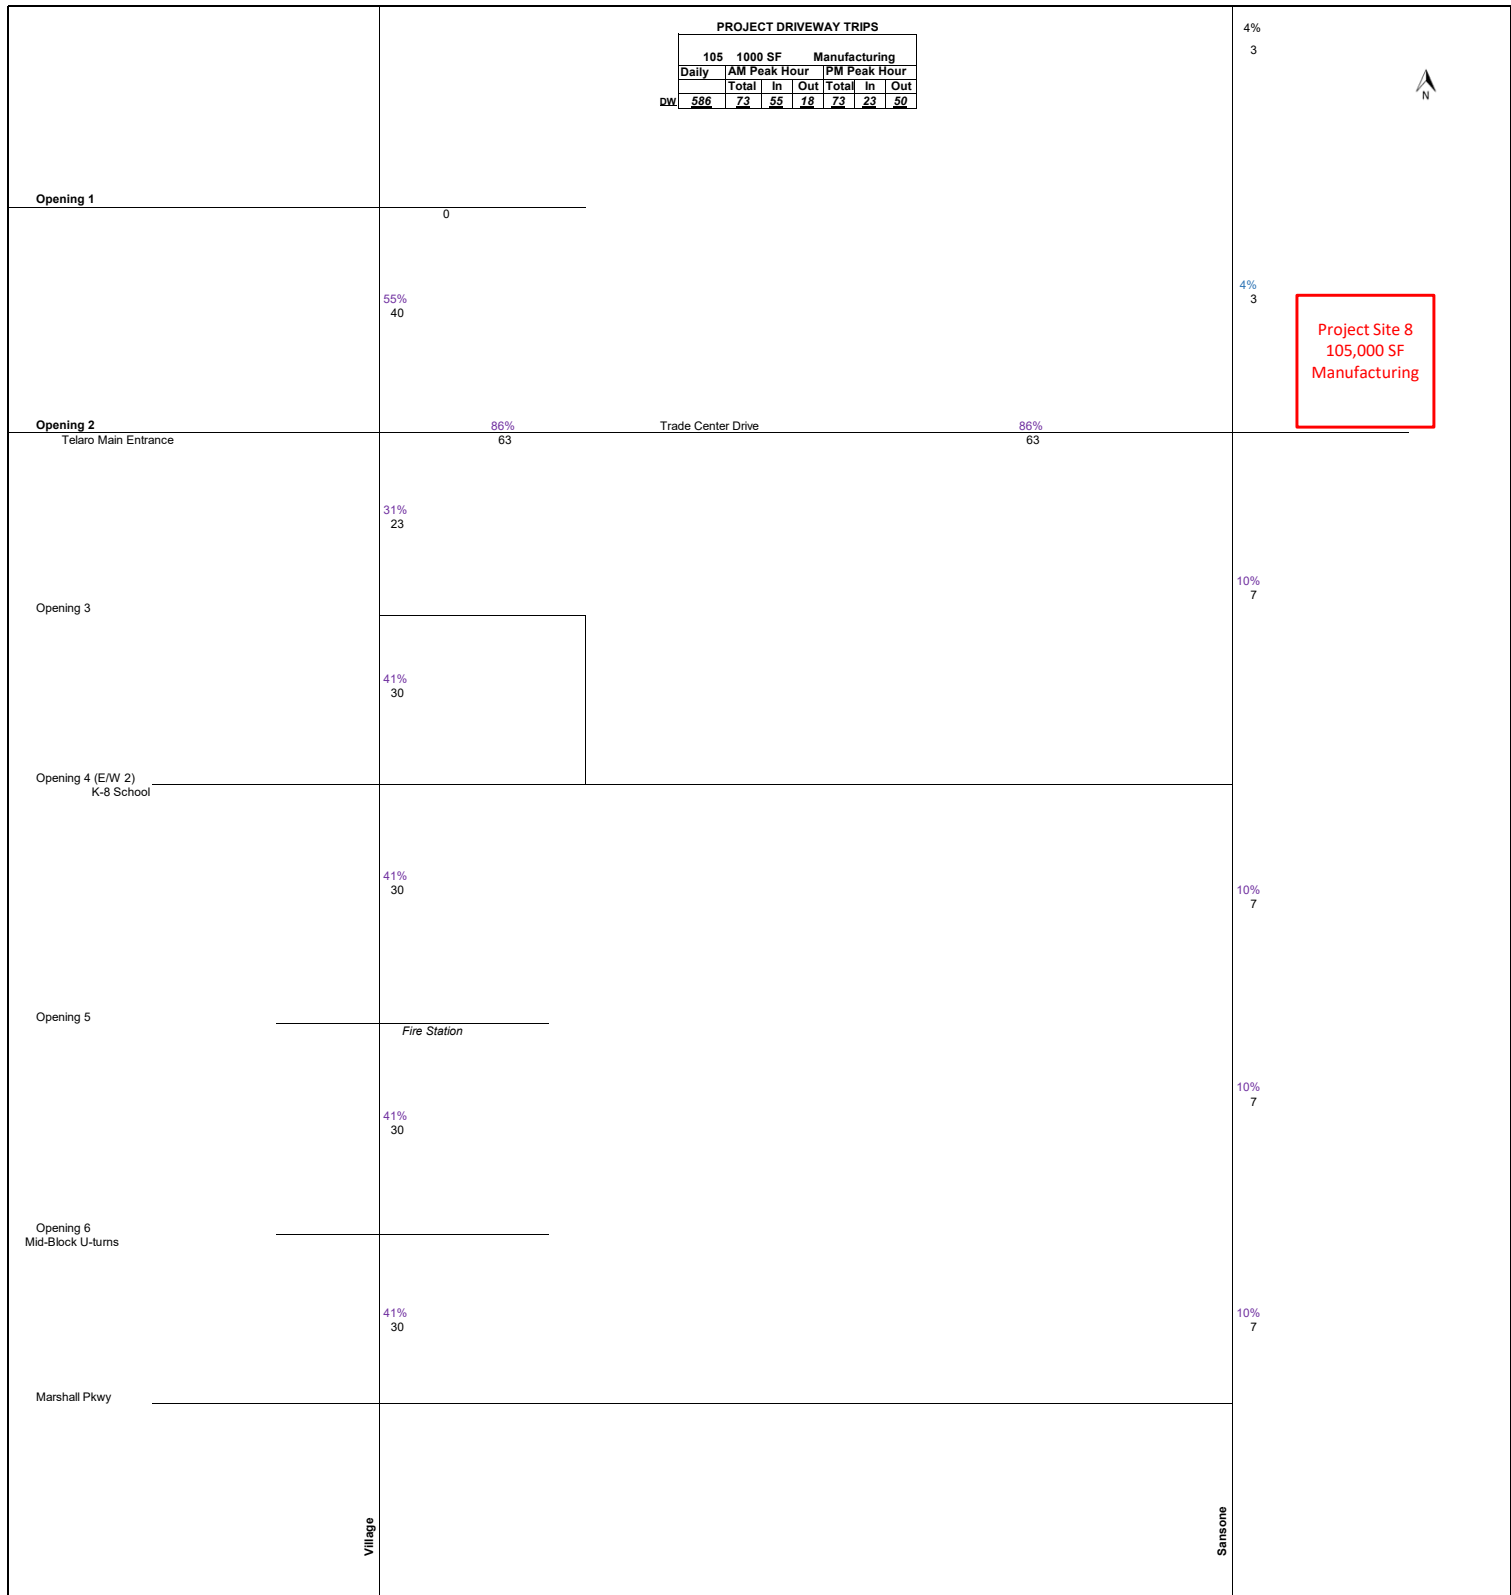 PROJECT DRIVEWAY TRIPS
4%
3
105 1000 SF Manufacturing
Daily AM Peak Hour PM Peak Hour
Total In Out Total In Out
DW 586 73 55 18 73 23 50
N
Opening 1
0
55%
40
4%
3
Project Site 8
105,000 SF
Manufacturing
Opening 2
Telaro Main Entrance
86%
63
Trade Center Drive
86%
63
31%
23
10%
7
Opening 3
41%
30
Opening 4 (E/W 2)
K-8 School
41%
30
10%
7
Opening 5
Fire Station
41%
30
10%
7
Opening 6
Mid-Block U-turns
41%
30
10%
7
Marshall Pkwy
Village
Sansone